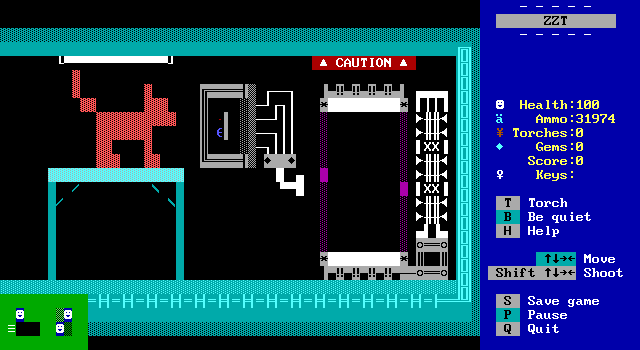 ZZT
▲ CAUTION ▲
Health:100
Ammo:31974
Torches:0
Gems:0
Score:0
Keys:
T Torch
B Be quiet
H Help
↑↓→← Move
Shift ↑↓→← Shoot
S Save game
P Pause
Q Quit